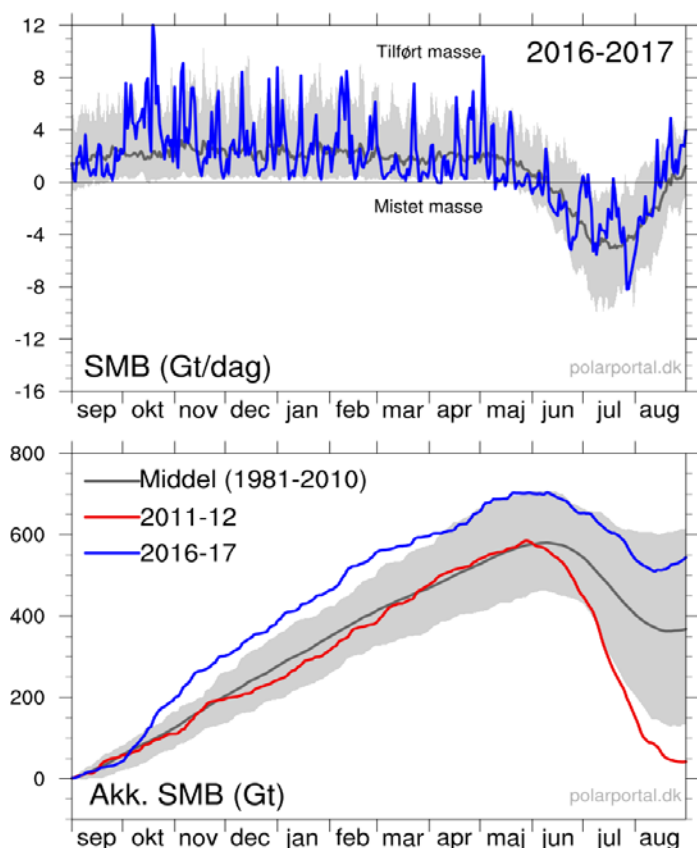 12
Tilført masse
2016-2017
8
4
0
Mistet masse
-4
-8
-12
SMB (Gt/dag)
polarportal.dk
-16
sep okt nov dec jan feb mar apr maj jun jul aug
800
Middel (1981-2010)
2011-12
600
2016-17
400
200
0
Akk. SMB (Gt)
polarportal.dk
sep okt nov dec jan feb mar apr maj jun jul aug